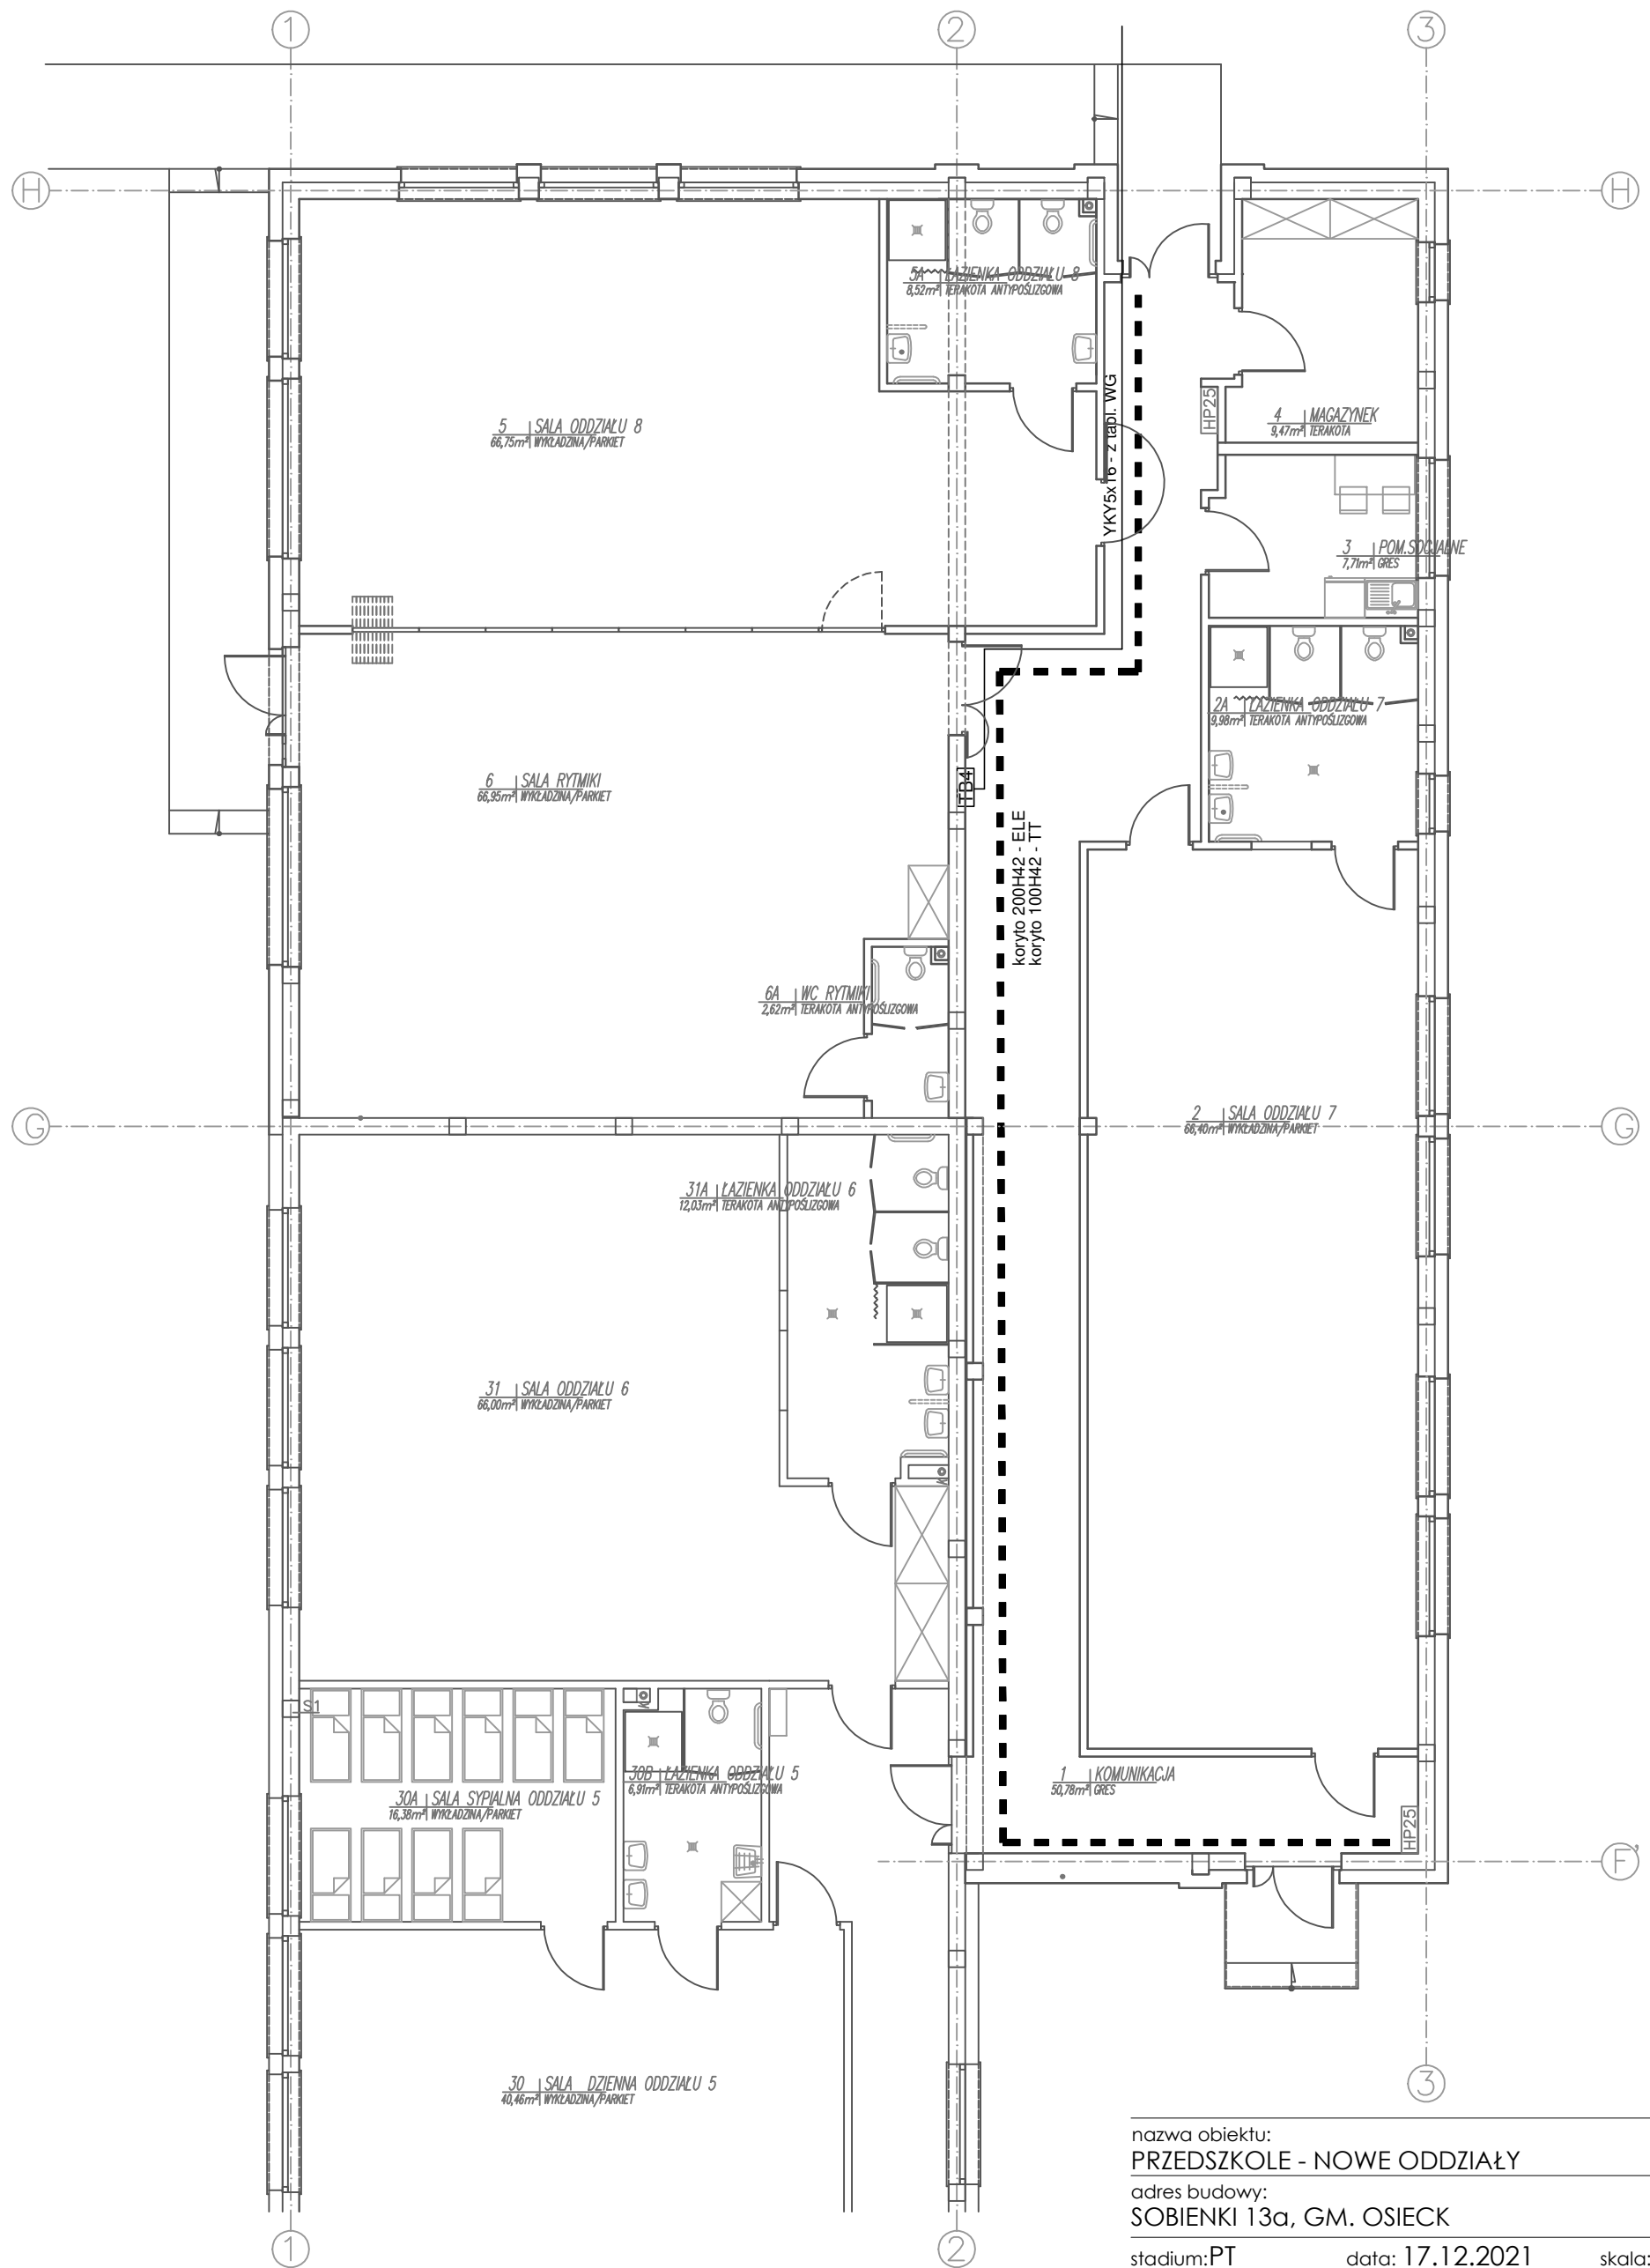 1
2
3
H
H
5A ŁAZIENKA ODDZIAŁU 8
8,52m² TERAKOTA ANTYPOŚLIZGOWA
YKY5x16 - z tabl. WG
HP25
4 MAGAZYNEK
9,47m² TERAKOTA
5 SALA ODDZIAŁU 8
66,75m² WYKŁADZINA/PARKIET
3 POM.SOCJALNE
7,71m² GRES
2A ŁAZIENKA ODDZIAŁU 7
9,98m² TERAKOTA ANTYPOŚLIZGOWA
6 SALA RYTMIKI
66,95m² WYKŁADZINA/PARKIET
TB4
koryto 200H42 - ELE
koryto 100H42 - TT
6A WC RYTMIKI
2,62m² TERAKOTA ANTYPOŚLIZGOWA
G
G
2 SALA ODDZIAŁU 7
66,40m² WYKŁADZINA/PARKIET
31A ŁAZIENKA ODDZIAŁU 6
12,03m² TERAKOTA ANTYPOŚLIZGOWA
31 SALA ODDZIAŁU 6
66,00m² WYKŁADZINA/PARKIET
S1
30B ŁAZIENKA ODDZIAŁU 5
6,91m² TERAKOTA ANTYPOŚLIZGOWA
1 KOMUNIKACJA
50,78m² GRES
30A SALA SYPIALNA ODDZIAŁU 5
16,38m² WYKŁADZINA/PARKIET
HP25
F'
30 SALA DZIENNA ODDZIAŁU 5
40,46m² WYKŁADZINA/PARKIET
3
nazwa obiektu:
PRZEDSZKOLE - NOWE ODDZIAŁY
adres budowy:
SOBIENKI 13a, GM. OSIECK
stadium:PT data: 17.12.2021 skala:
1
2